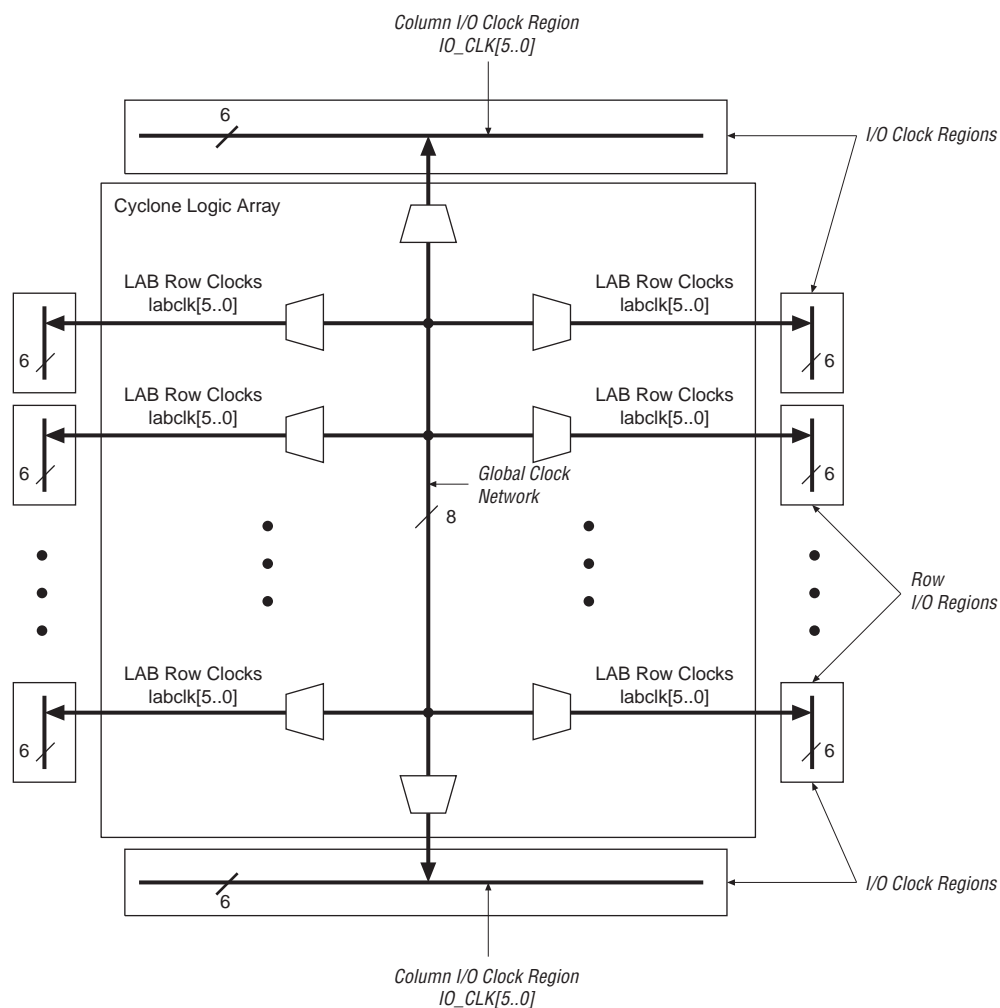 Column I/O Clock Region
IO_CLK[5..0]
6
I/O Clock Regions
Cyclone Logic Array
LAB Row Clocks
labclk[5..0]
LAB Row Clocks
labclk[5..0]
6
6
LAB Row Clocks
labclk[5..0]
LAB Row Clocks
labclk[5..0]
6
6
Global Clock
Network
8
Row
I/O Regions
LAB Row Clocks
labclk[5..0]
LAB Row Clocks
labclk[5..0]
6
6
6
I/O Clock Regions
Column I/O Clock Region
IO_CLK[5..0]